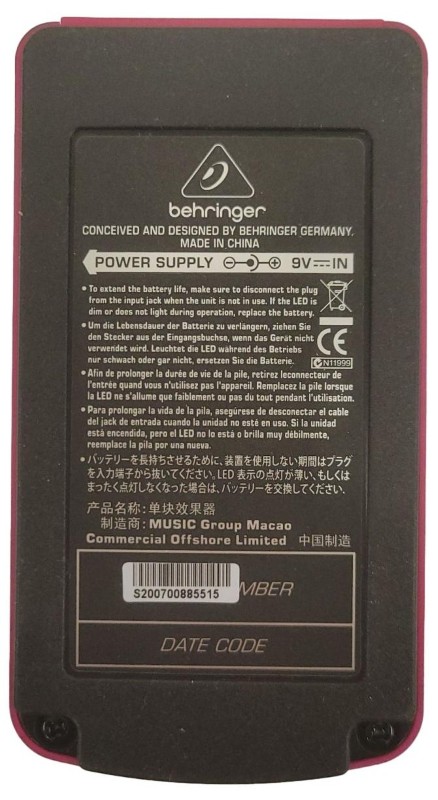 behringer
CONCEIVED AND DESIGNED BY BEHRINGER GERMANY.
MADE IN CHINA
POWER SUPPLY 9V IN
• To extend the battery life, make sure to disconnect the plug
from the input jack when the unit is not in use. If the LED is
dim or does not light during operation, replace the battery.
• Um die Lebensdauer der Batterie zu verlängern, ziehen Sie
den Stecker aus der Eingangsbuchse, wenn das Gerät nicht
verwendet wird. Leuchtet die LED während des Betriebs
nur schwach oder gar nicht, ersetzen Sie die Batterie.
CE
N11999
• Afin de prolonger la durée de vie de la pile, retirez leconnecteur de
l'entrée quand vous n'utilisez pas l'appareil. Remplacez la pile lorsque
la LED ne s'allume que faiblement ou pas du tout pendant l'utilisation.
• Para prolongar la vida de la pila, asegúrese de desconectar el cable
del jack de entrada cuando la unidad no esté en uso. Si la unidad
está encendida, pero el LED no lo está o brilla muy débilmente,
reemplace la pila por una nueva.
• バッテリーを長持ちさせるために、装置を使用しない期間はプラグ
を入力端子から抜いてください。LED 表示の点灯が薄い、もしくは
まったく点灯しなくなった場合は、バッテリーを交換してください。
产品名称: 单块效果器
制造商: MUSIC Group Macao
Commercial Offshore Limited 中国制造
S200700885515
MBER
DATE CODE